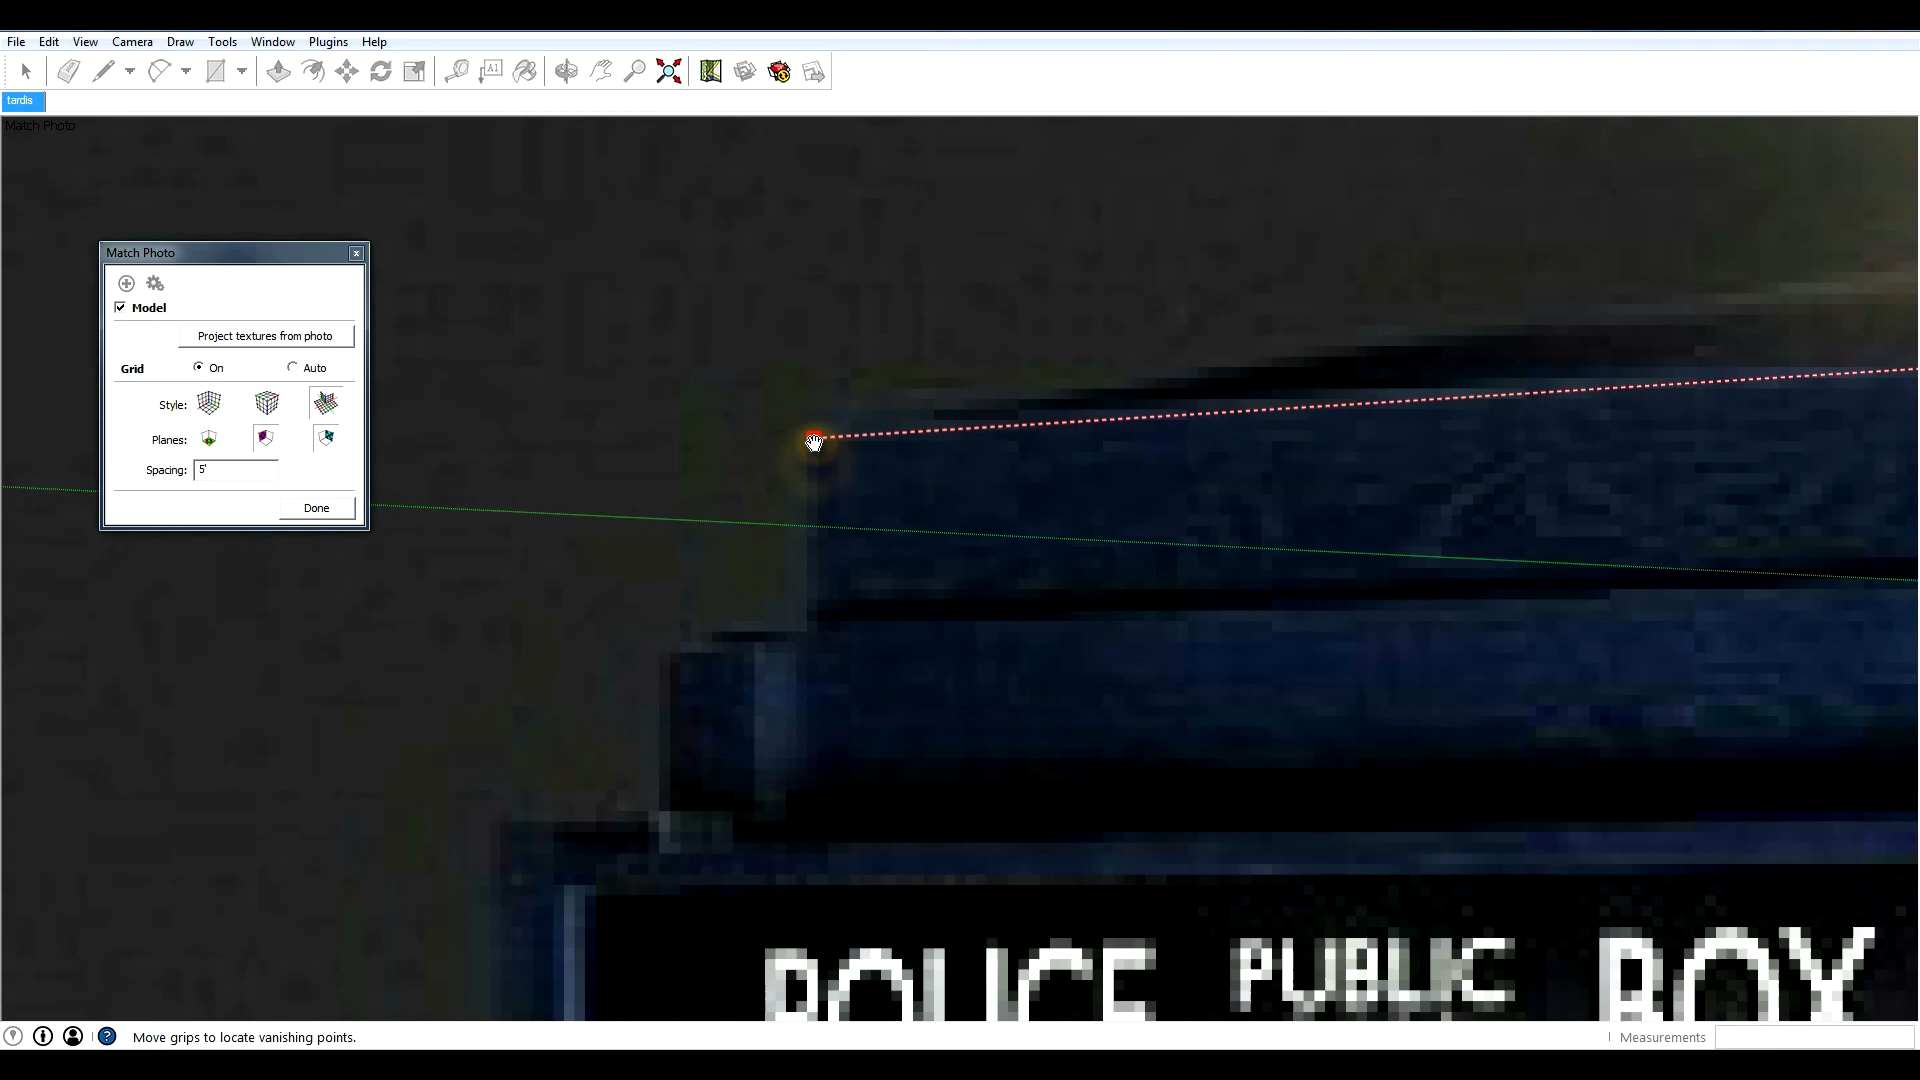 File Edit View Camera Draw Tools Window Plugins Help
A1
tardis
Match Photo
Match Photo
Model
Project textures from photo
Grid On Auto
Style:
Planes:
Spacing: 5'
Done
POLICE PUBLIC BOX
Move grips to locate vanishing points.
Measurements